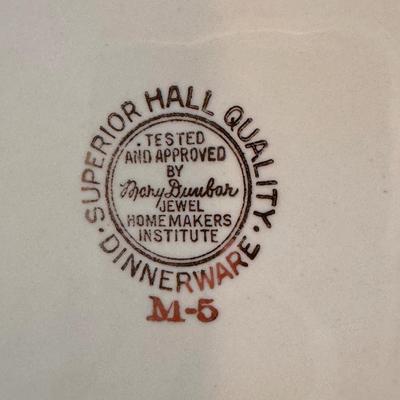 SUPERIOR HALL QUALITY
· DINNERWARE ·
TESTED
AND APPROVED
BY
Mary Dunbar
JEWEL
HOMEMAKERS
INSTITUTE
M-5